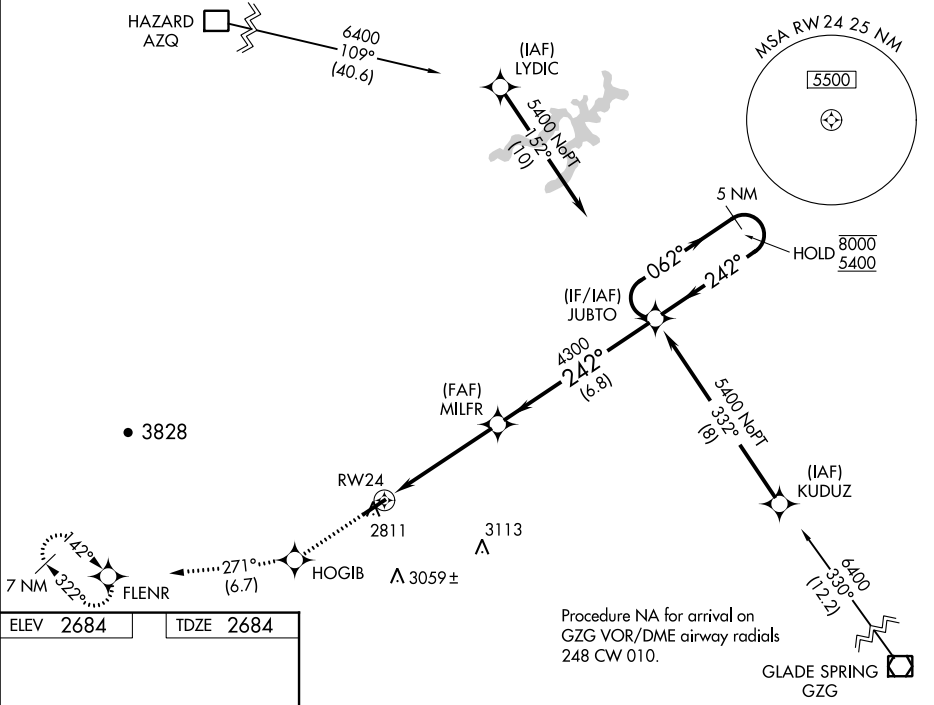 HAZARD
AZQ
6400
109°
(40.6)
(IAF)
LYDIC
5400 NoPT
152°
(10)
MSA RW 24 25 NM
5500
5 NM
HOLD 8000
5400
062°
242°
(IF/IAF)
JUBTO
4300
242°
(6.8)
(FAF)
MILFR
5400 NoPT
332°
(8)
(IAF)
KUDUZ
3828
RW24
2811
3113
3059±
HOGIB
271°
(6.7)
142°
322°
7 NM
FLENR
6400
330°
(12.2)
GLADE SPRING
GZG
Procedure NA for arrival on
GZG VOR/DME airway radials
248 CW 010.
ELEV 2684
TDZE 2684